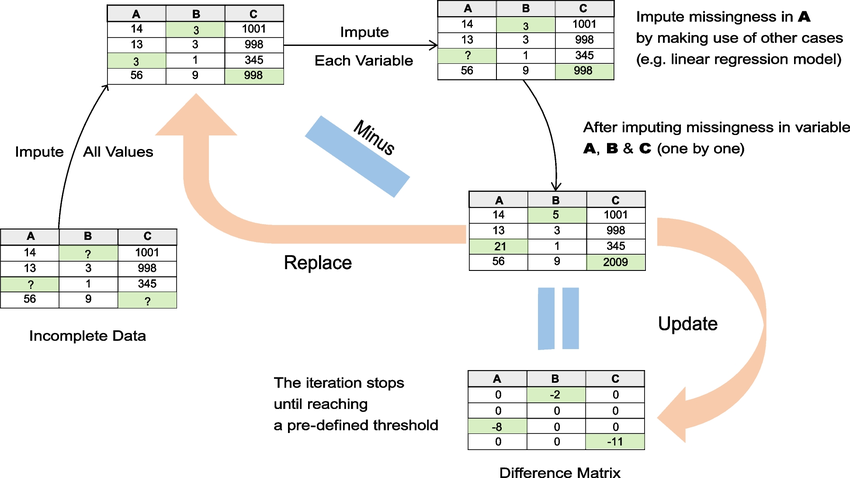 A B C
14 3 1001
13 3 998
3 1 345
56 9 998
Impute
Each Variable
A B C
14 3 1001
13 3 998
? 1 345
56 9 998
Impute missingness in A
by making use of other cases
(e.g. linear regression model)
Impute All Values
Minus
After imputing missingness in variable
A, B & C (one by one)
A B C
14 ? 1001
13 3 998
? 1 345
56 9 ?
Incomplete Data
Replace
A B C
14 5 1001
13 3 998
21 1 345
56 9 2009
Update
The iteration stops
until reaching
a pre-defined threshold
A B C
0 -2 0
0 0 0
-8 0 0
0 0 -11
Difference Matrix